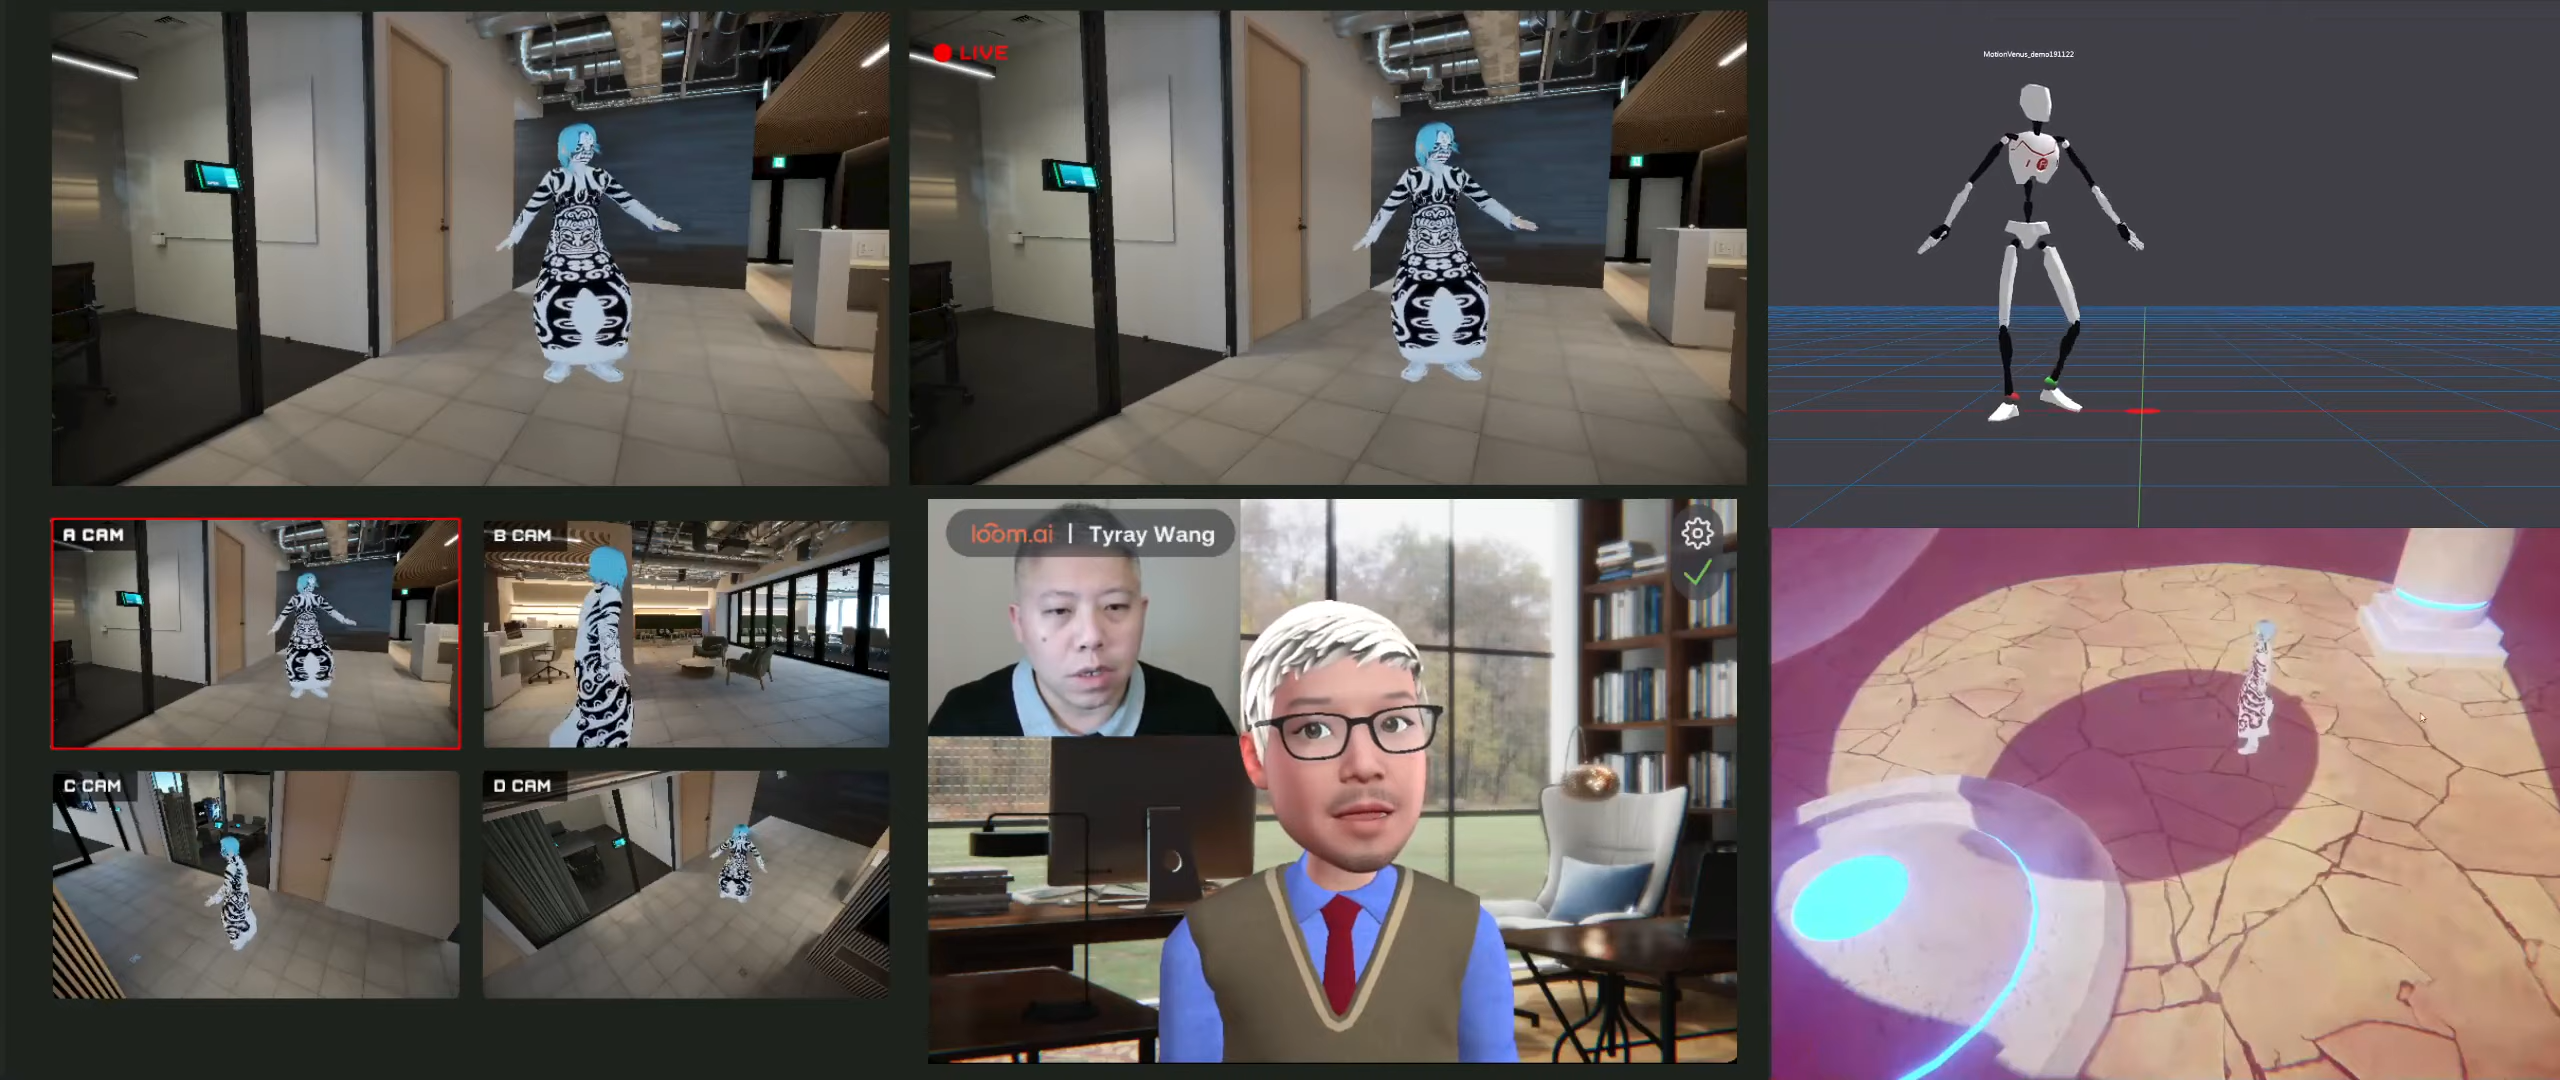 LIVE
MotionVenus_demo191122
A CAM
B CAM
loom.ai | Tyray Wang
C CAM
D CAM